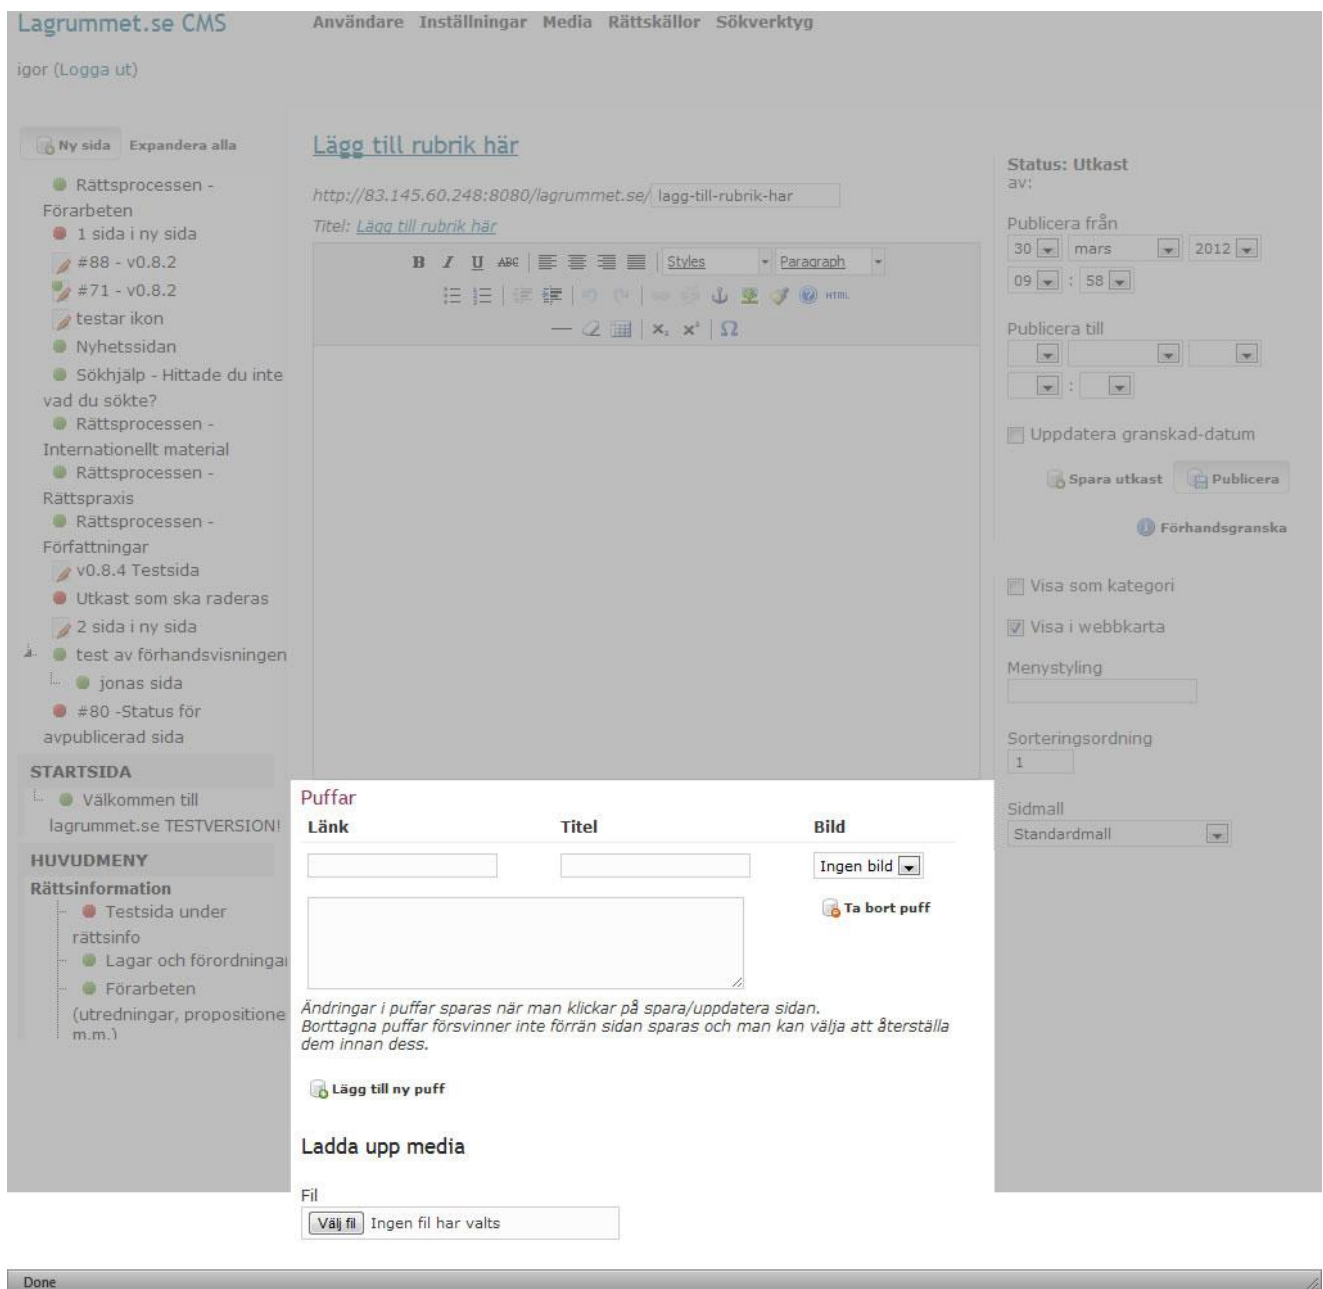 Lagrummet.se CMS
Användare Inställningar Media Rättskällor Sökverktyg
igor (Logga ut)
Ny sida Expandera alla
Rättsprocessen -
Förarbeten
1 sida i ny sida
#88 - v0.8.2
#71 - v0.8.2
testar ikon
Nyhetssidan
Sökhjälp - Hittade du inte
vad du sökte?
Rättsprocessen -
Internationellt material
Rättsprocessen -
Rättspraxis
Rättsprocessen -
Författningar
v0.8.4 Testsida
Utkast som ska raderas
2 sida i ny sida
test av förhandsvisningen
jonas sida
#80 -Status för
avpublicerad sida
STARTSIDA
Välkommen till
lagrummet.se TESTVERSION!
HUVUDMENY
Rättsinformation
Testsida under
rättsinfo
Lagar och förordningar
Förarbeten
(utredningar, propositione
m.m.)
Lägg till rubrik här
http://83.145.60.248:8080/lagrummet.se/ lagg-till-rubrik-har
Titel: Lägg till rubrik här
B I U ABC Styles Paragraph
HTML
x₂ x² Ω
Puffar
Länk Titel Bild
Ingen bild
Ta bort puff
Ändringar i puffar sparas när man klickar på spara/uppdatera sidan.
Borttagna puffar försvinner inte förrän sidan sparas och man kan välja att återställa
dem innan dess.
Lägg till ny puff
Ladda upp media
Fil
Välj fil Ingen fil har valts
Status: Utkast
av:
Publicera från
30 mars 2012
09 : 58
Publicera till
:
Uppdatera granskad-datum
Spara utkast Publicera
Förhandsgranska
Visa som kategori
Visa i webbkarta
Menystyling
Sorteringsordning
1
Sidmall
Standardmall
Done